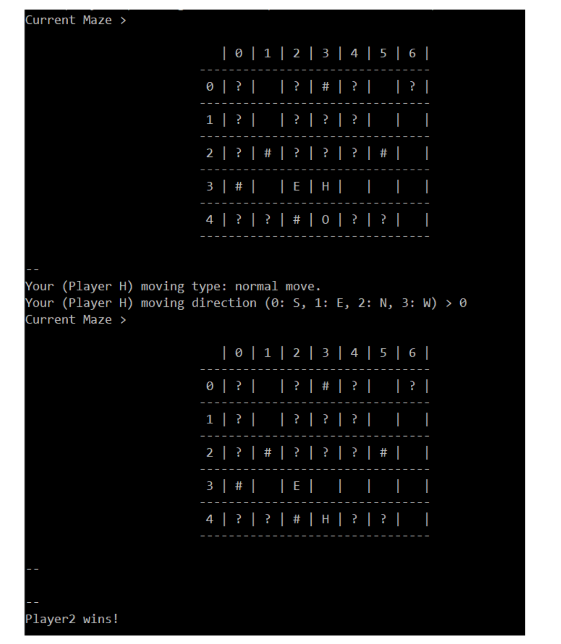 Current Maze >
| 0 | 1 | 2 | 3 | 4 | 5 | 6 |
---------------------------------
0 | ? |   | ? | # | ? |   | ? |
---------------------------------
1 | ? |   | ? | ? | ? |   |   |
---------------------------------
2 | ? | # | ? | ? | ? | # |   |
---------------------------------
3 | # |   | E | H |   |   |   |
---------------------------------
4 | ? | ? | # | O | ? | ? |   |
---------------------------------
--
Your (Player H) moving type: normal move.
Your (Player H) moving direction (0: S, 1: E, 2: N, 3: W) > 0
Current Maze >
| 0 | 1 | 2 | 3 | 4 | 5 | 6 |
---------------------------------
0 | ? |   | ? | # | ? |   | ? |
---------------------------------
1 | ? |   | ? | ? | ? |   |   |
---------------------------------
2 | ? | # | ? | ? | ? | # |   |
---------------------------------
3 | # |   | E |   |   |   |   |
---------------------------------
4 | ? | ? | # | H | ? | ? |   |
---------------------------------
--
--
Player2 wins!